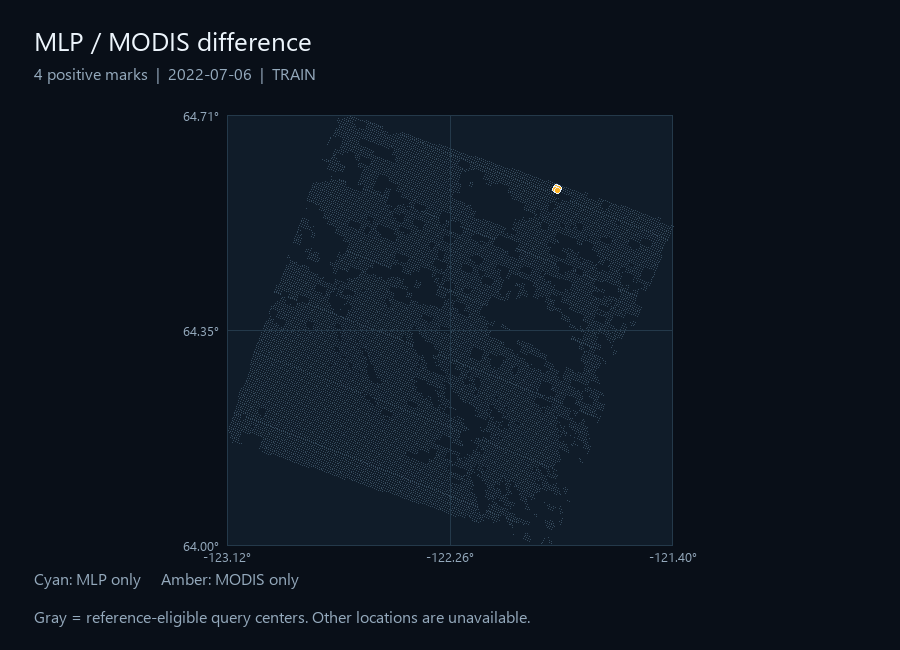 MLP / MODIS difference
4 positive marks | 2022-07-06 | TRAIN
64.71°
64.35°
64.00°
-123.12° -122.26° -121.40°
Cyan: MLP only Amber: MODIS only
Gray = reference-eligible query centers. Other locations are unavailable.